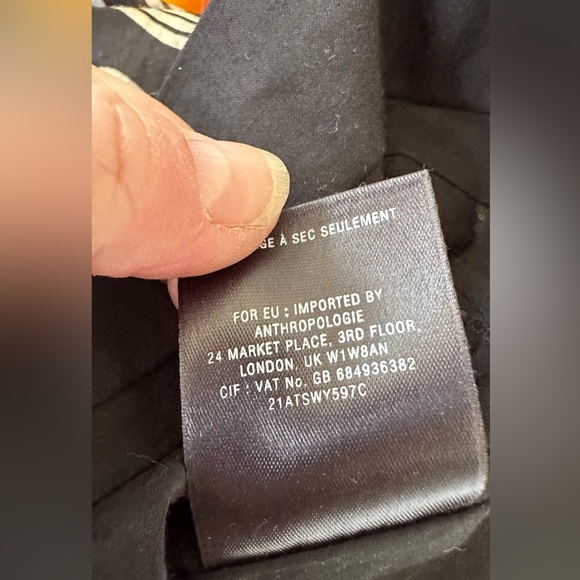 À SEC SEULEMENT
FOR EU : IMPORTED BY
ANTHROPOLOGIE
24 MARKET PLACE, 3RD FLOOR,
LONDON, UK W1W8AN
CIF : VAT No. GB 684936382
21ATSWY597C